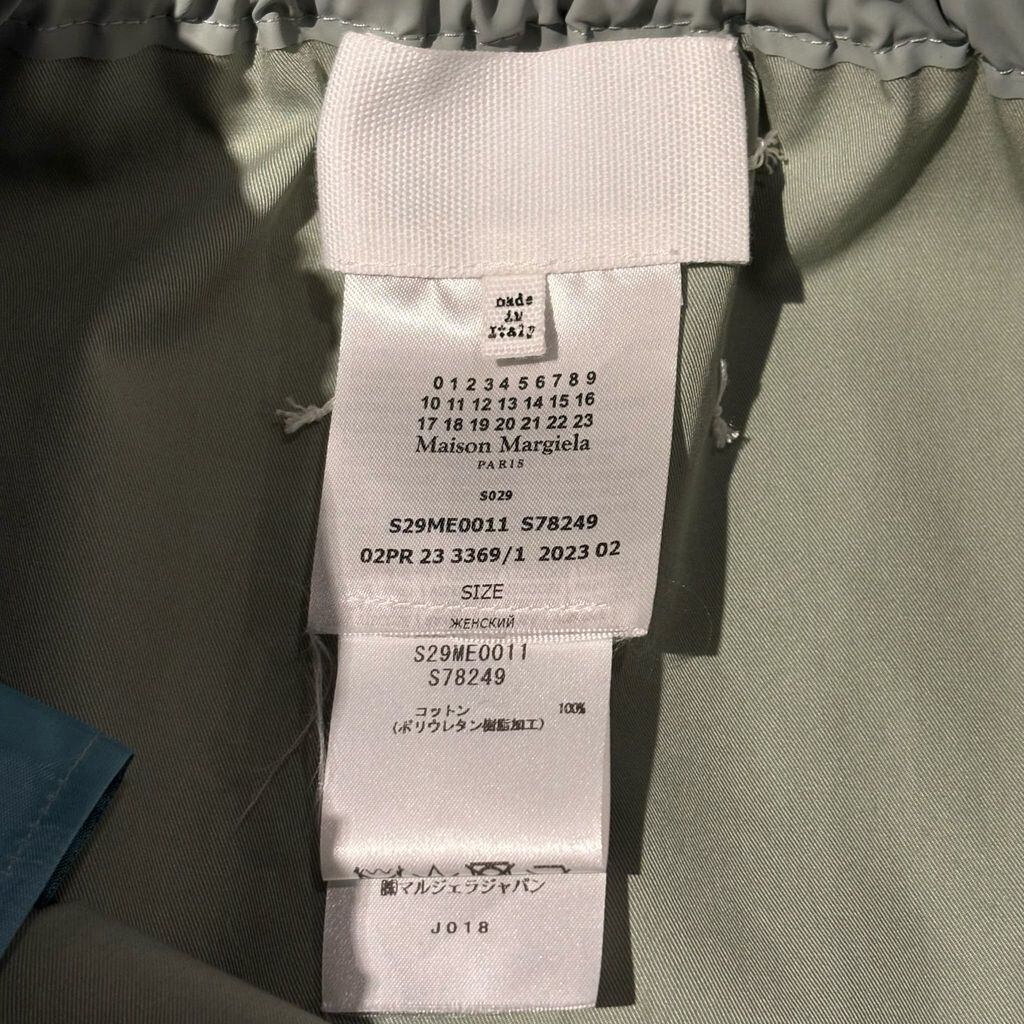 made
in
Italy
0 1 2 3 4 5 6 7 8 9
10 11 12 13 14 15 16
17 18 19 20 21 22 23
Maison Margiela
PARIS
S029
S29ME0011 S78249
02PR 23 3369/1 2023 02
SIZE
ЖЕНСКИЙ
S29ME0011
S78249
コットン 100%
(ポリウレタン樹脂加工)
㈱マルジェラジャパン
J018